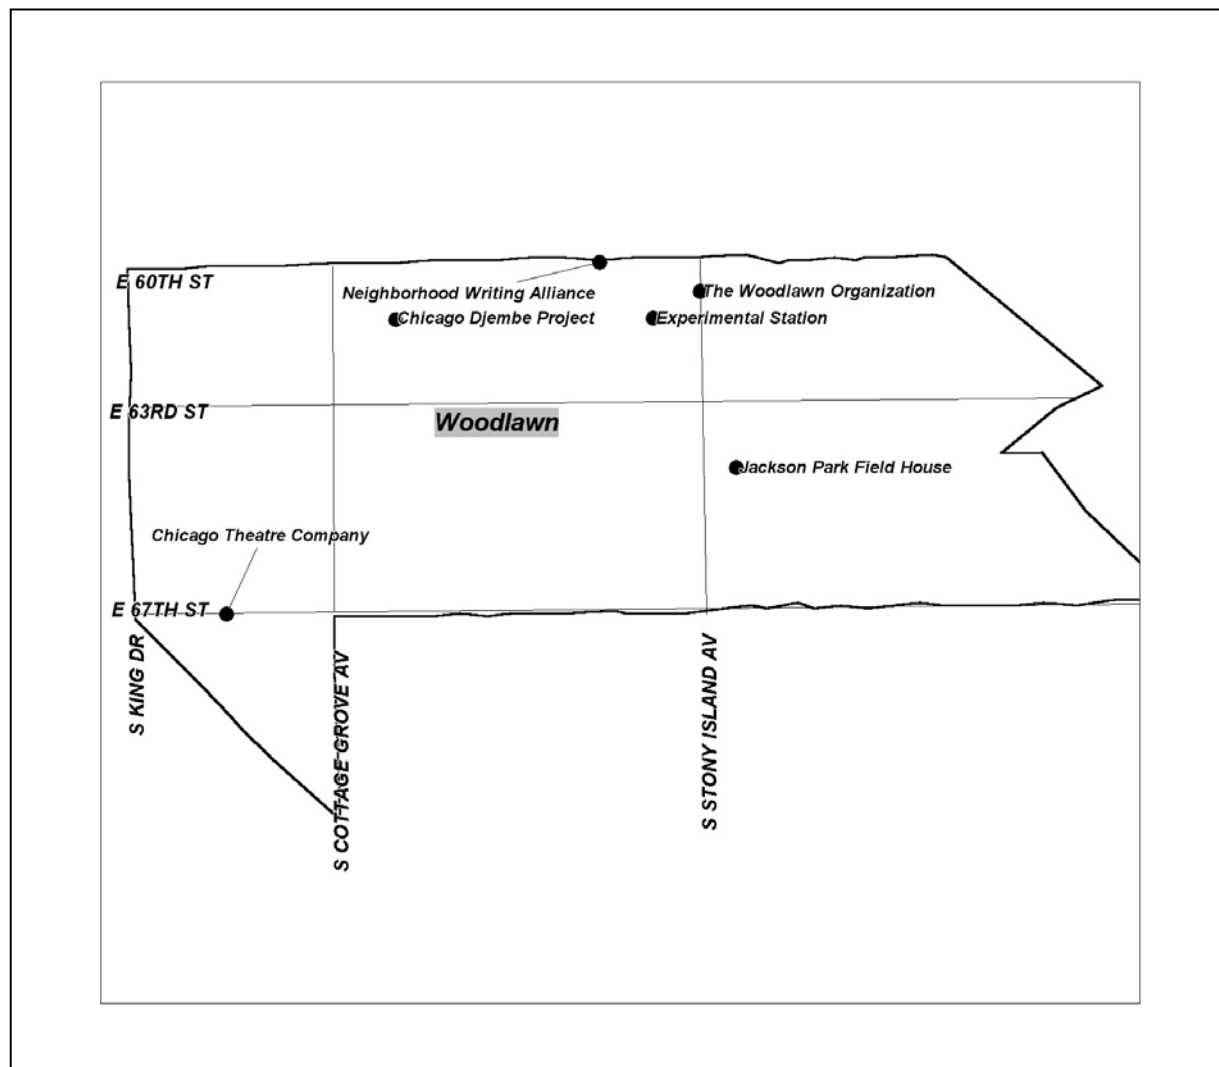 E 60TH ST
Neighborhood Writing Alliance
The Woodlawn Organization
Chicago Djembe Project
Experimental Station
E 63RD ST
Woodlawn
Jackson Park Field House
Chicago Theatre Company
E 67TH ST
S KING DR
S COTTAGE GROVE AV
S STONY ISLAND AV